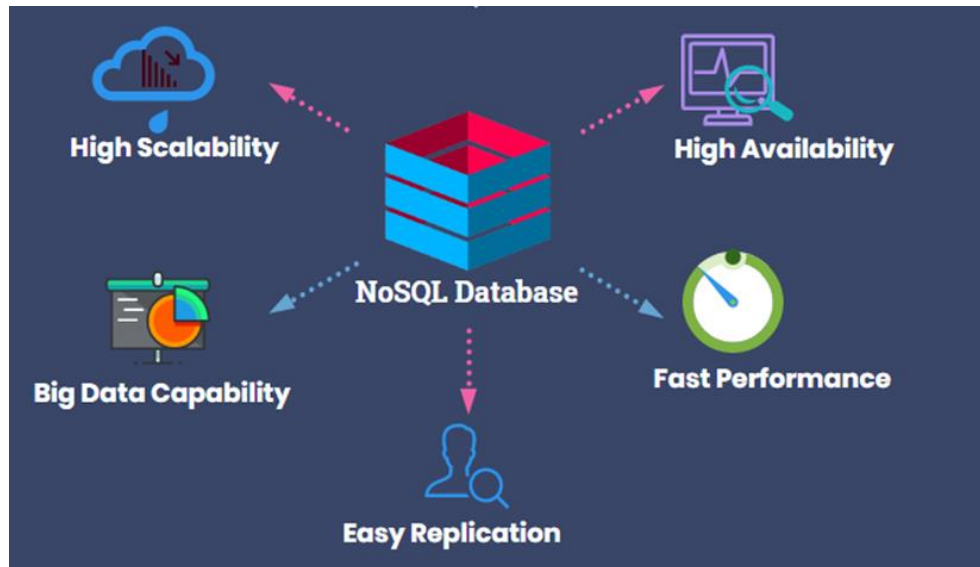 High Scalability
High Availability
NoSQL Database
Big Data Capability
Fast Performance
Easy Replication